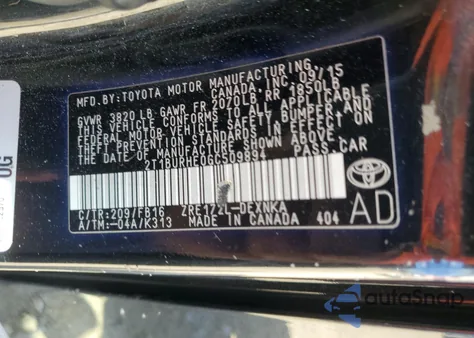 MFD. BY: TOYOTA MOTOR MANUFACTURING,
CANADA, INC. 09/15
GVWR 3820 LB GAWR FR 2070LB RR 1850LB
THIS VEHICLE CONFORMS TO ALL APPLICABLE
FEDERAL MOTOR VEHICLE SAFETY, BUMPER, AND
THEFT PREVENTION STANDARDS IN EFFECT ON
THE DATE OF MANUFACTURE SHOWN ABOVE.
2T1BURHE0GC509894 PASS.CAR
C/TR: 209/FB16 ZRE172L-DEXNKA
A/TM: -04A/K313 MADE IN CANADA 404
AD
OG
autoSnap